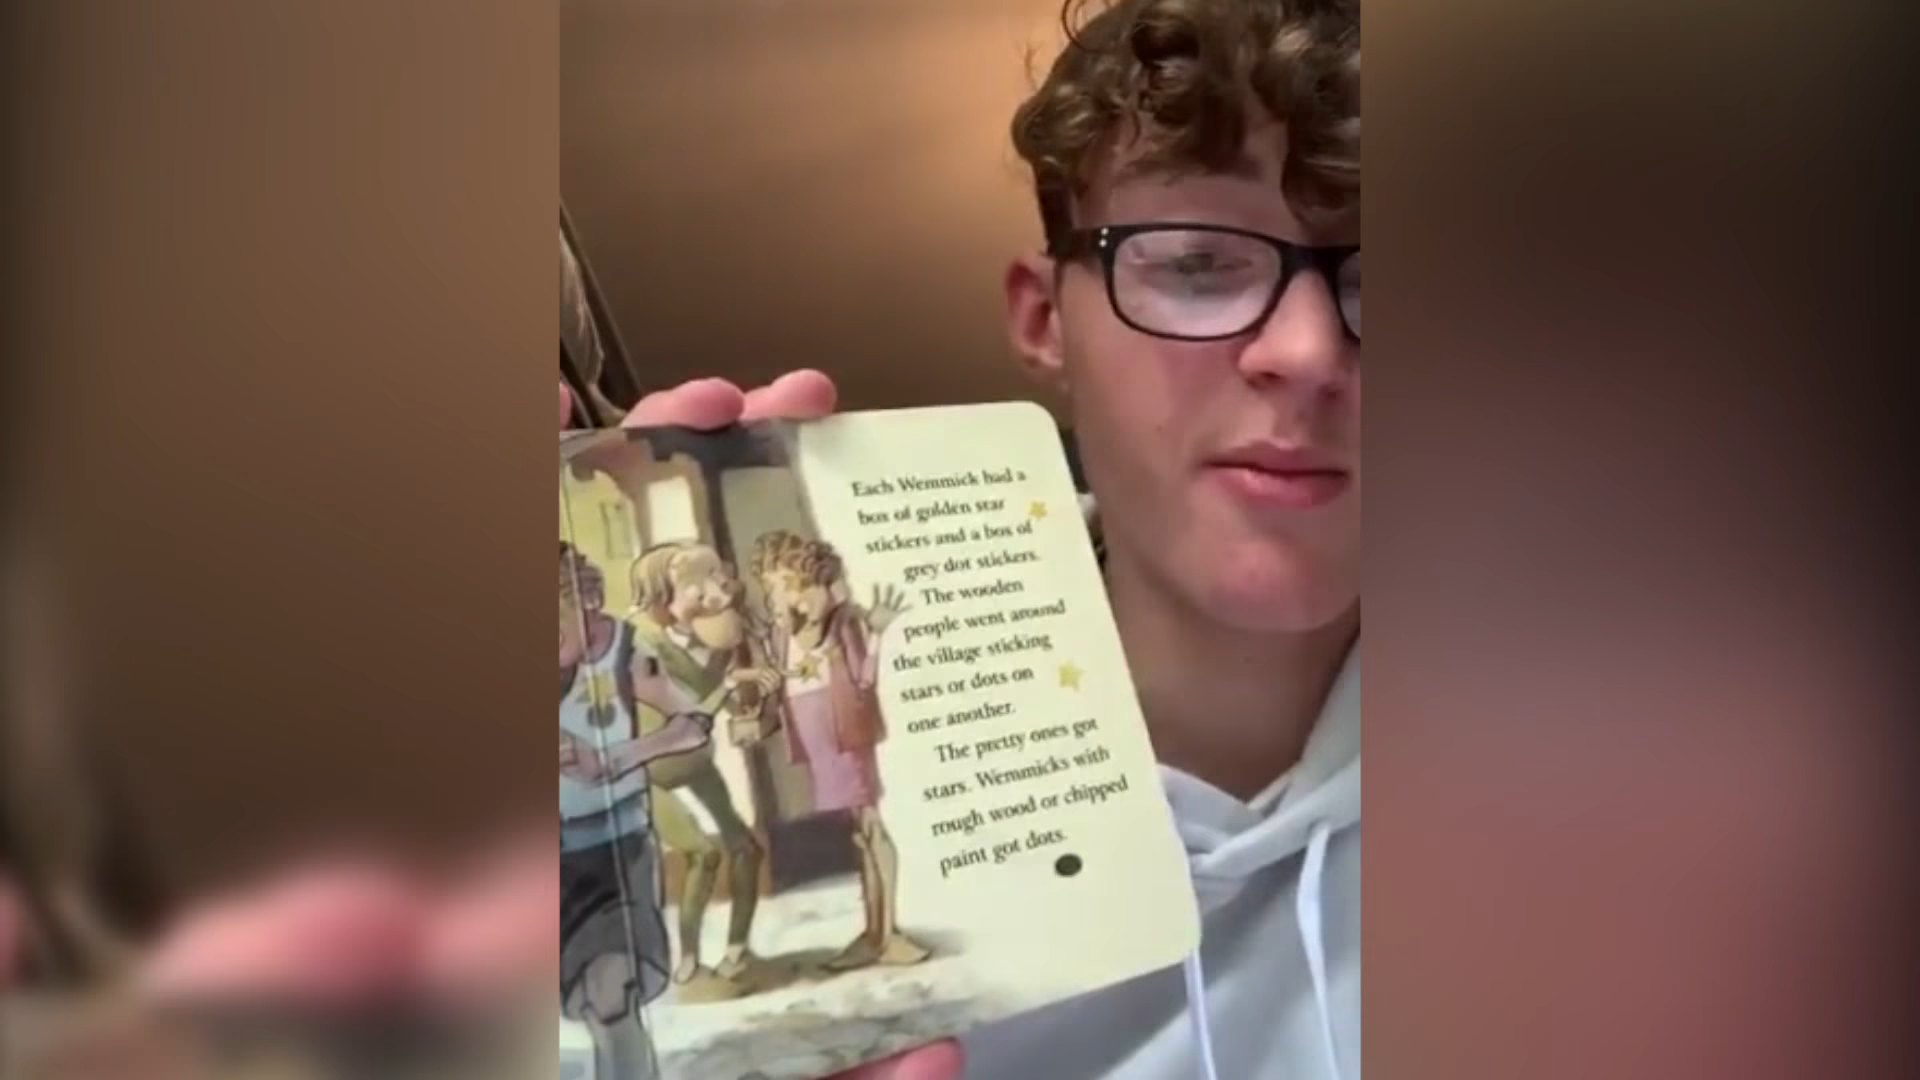 Each Wemmick had a
box of golden star
stickers and a box of
grey dot stickers.
The wooden
people went around
the village sticking
stars or dots on
one another.
The pretty ones got
stars. Wemmicks with
rough wood or chipped
paint got dots.